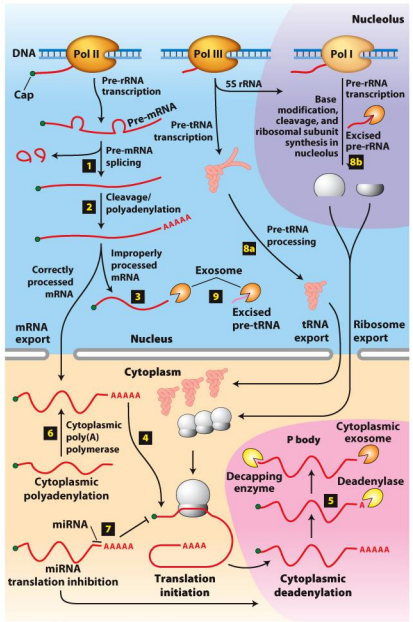 Nucleolus
DNA
Pol II
Pol III
Pol I
Cap
Pre-rRNA
transcription
5S rRNA
Pre-rRNA
transcription
Pre-mRNA
Pre-tRNA
transcription
Base
modification,
cleavage, and
ribosomal subunit
synthesis in
nucleolus
Excised
pre-rRNA
8b
Pre-mRNA
splicing
1
2
Cleavage/
polyadenylation
AAAAA
8a
Pre-tRNA
processing
Correctly
processed
mRNA
Improperly
processed
mRNA
3
Exosome
9
Excised
pre-tRNA
mRNA
export
Nucleus
tRNA
export
Ribosome
export
Cytoplasm
AAAAA
6
Cytoplasmic
poly(A)
polymerase
4
Cytoplasmic
polyadenylation
P body
Cytoplasmic
exosome
Decapping
enzyme
Deadenylase
5
A
miRNA
7
AAAAA
miRNA
translation inhibition
AAAA
Translation
initiation
AAAAA
Cytoplasmic
deadenylation